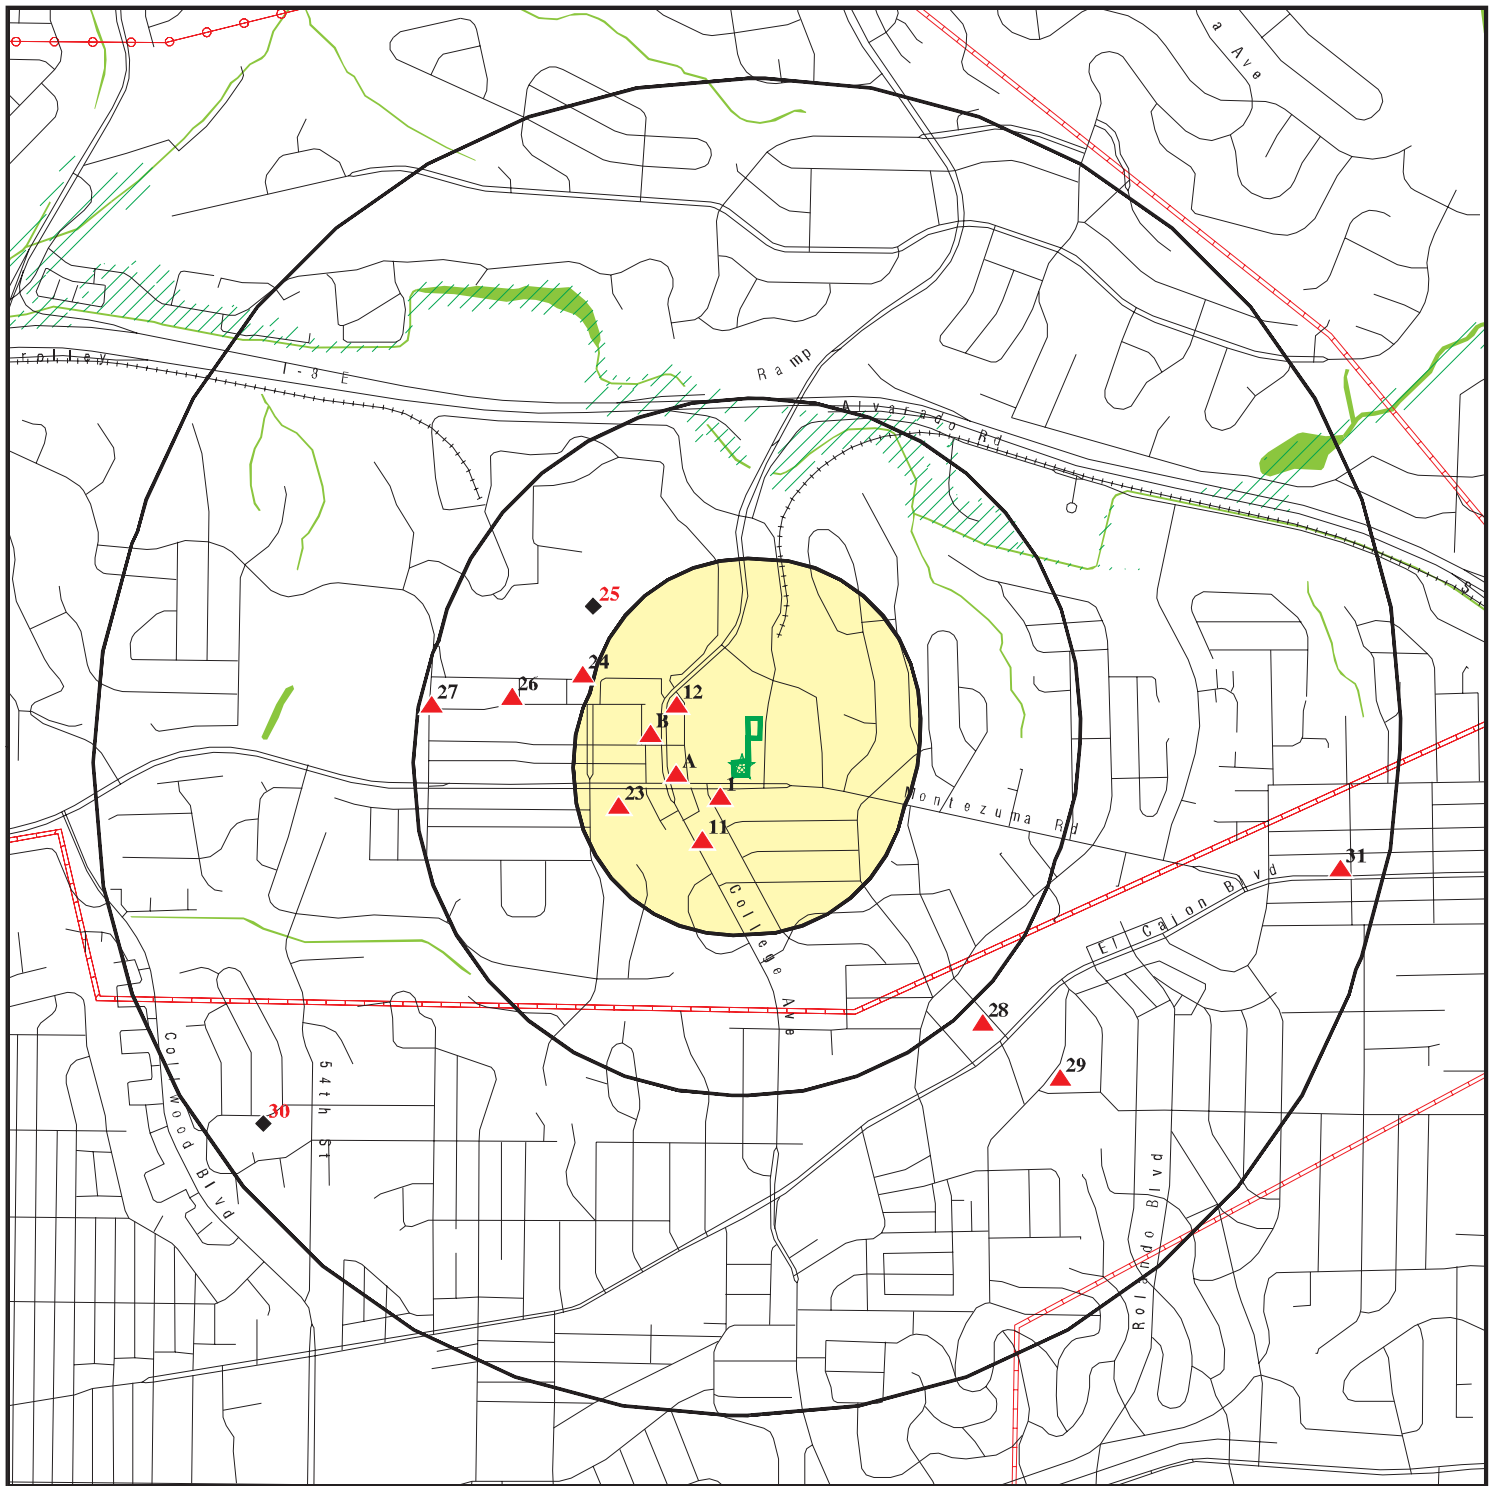 a Ave
rolley
I-8 E
Ramp
Alvarado Rd
S
25
24
26
27
12
B
A
1
23
11
Montezuma Rd
31
El Cajon Blvd
College Ave
28
29
30
Collwood Blvd
54th St
Rolando Blvd